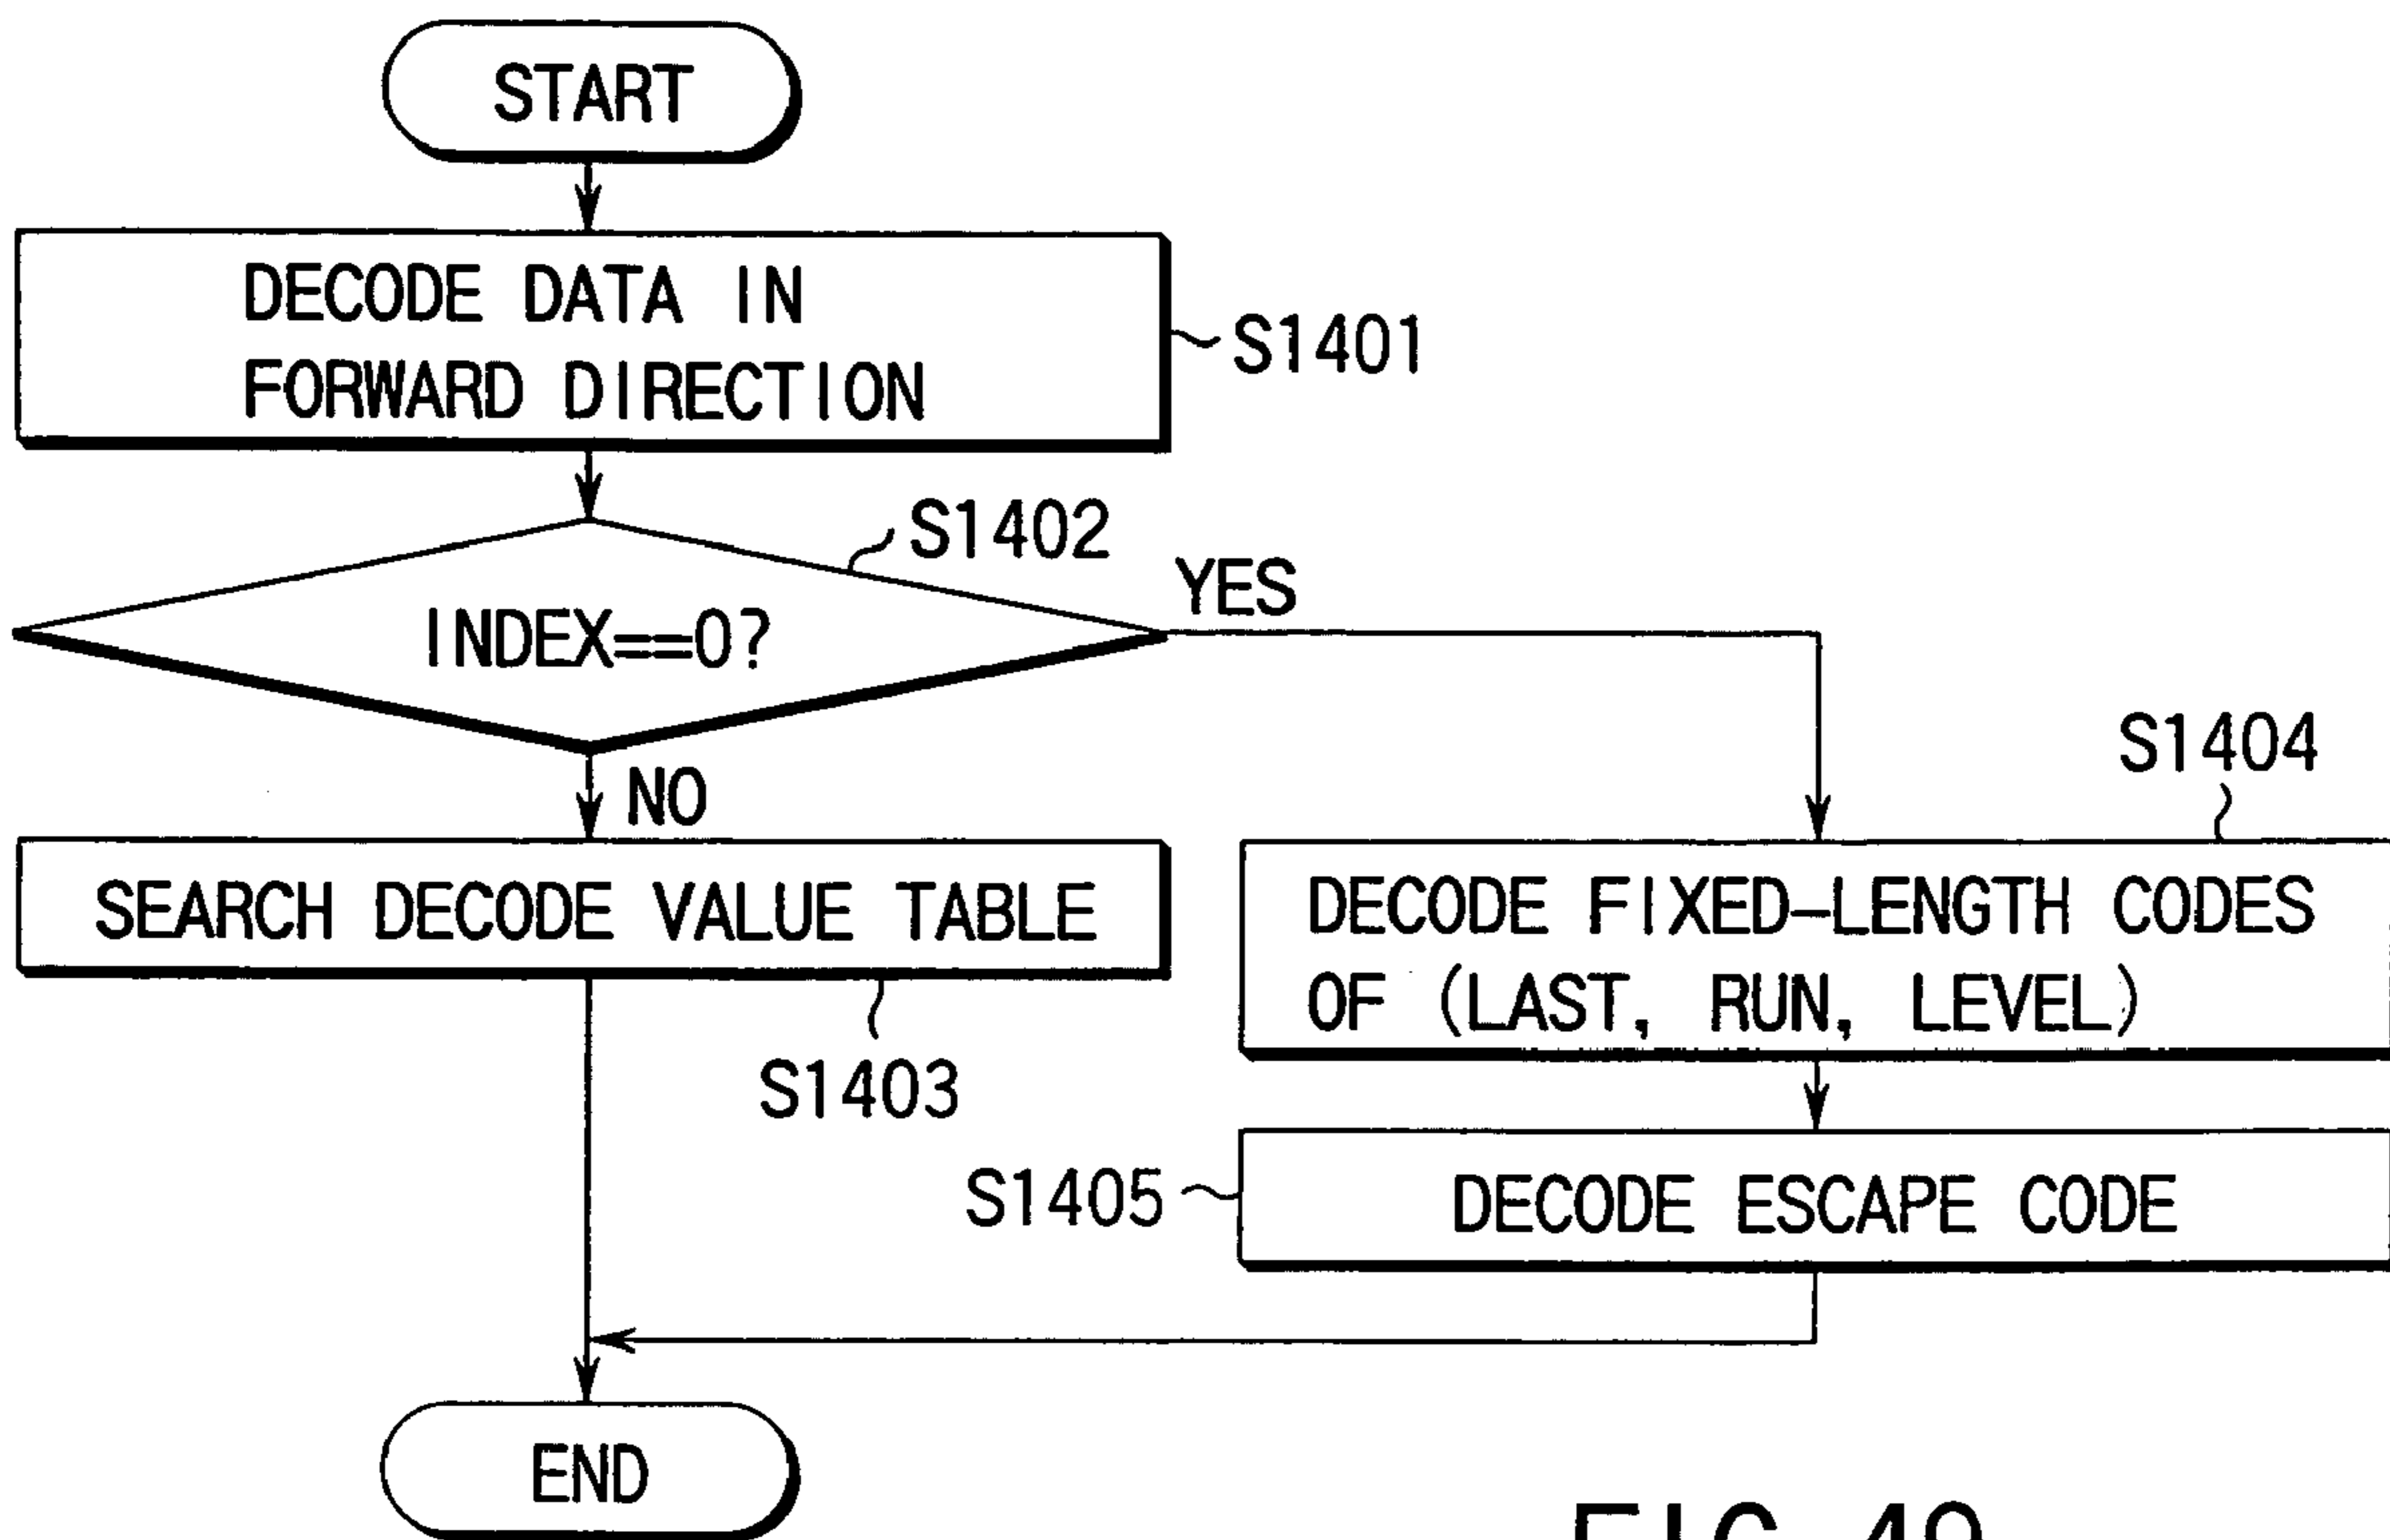 START
DECODE DATA IN
FORWARD DIRECTION
S1401
S1402
INDEX==0?
YES
NO
S1404
SEARCH DECODE VALUE TABLE
S1403
DECODE FIXED-LENGTH CODES
OF (LAST, RUN, LEVEL)
S1405
DECODE ESCAPE CODE
END